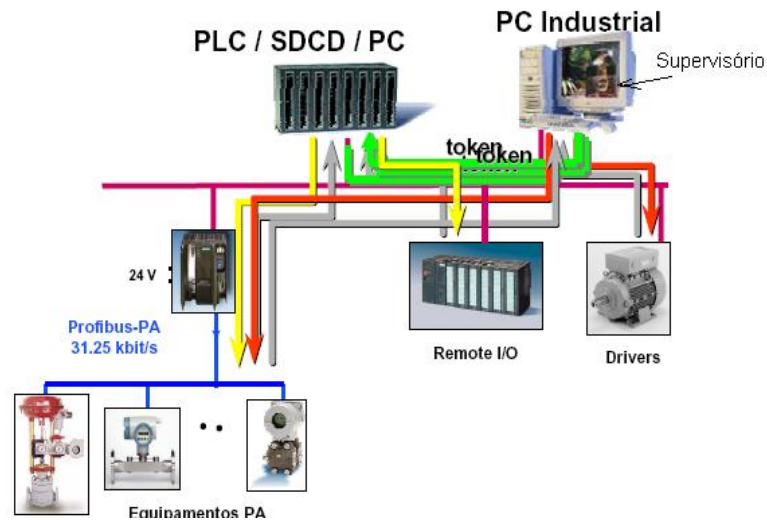 PLC / SDCD / PC
PC Industrial
Supervisório
token
token
24 V
Profibus-PA
31.25 kbit/s
Remote I/O
Drivers
Equipamentos PA